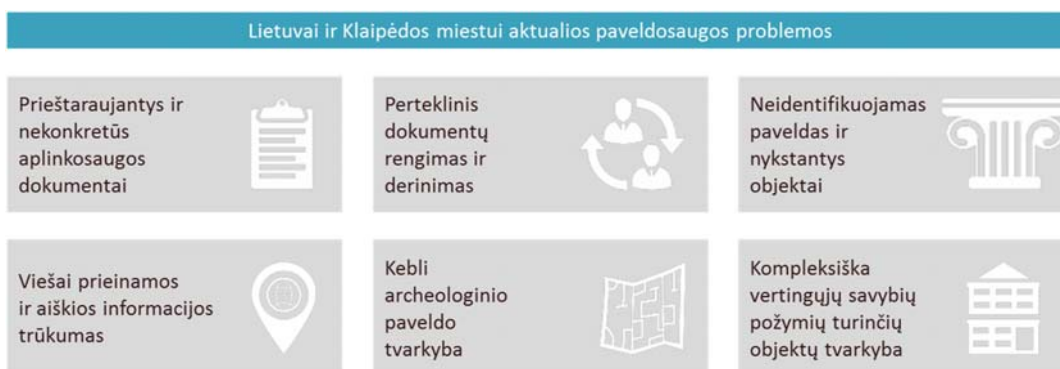 Lietuvai ir Klaipėdos miestui aktualios paveldosaugos problemos
Prieštaraujantys ir
nekonkretūs
aplinkosaugos
dokumentai
Perteklinis
dokumentų
rengimas ir
derinimas
Neidentifikuojamas
paveldas ir
nykstantys
objektai
Viešai prieinamos
ir aiškios informacijos
trūkumas
Kebli
archeologinio
paveldo
tvarkyba
Kompleksiška
vertingųjų savybių
požymių turinčių
objektų tvarkyba